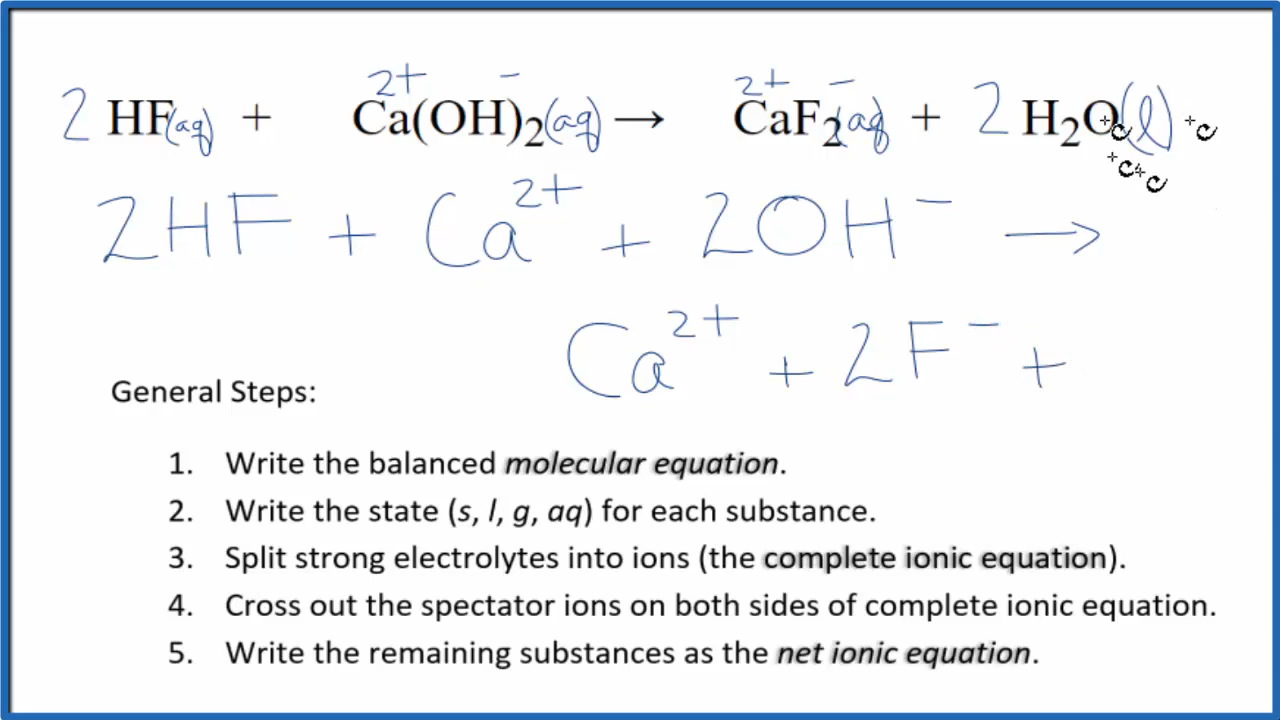 2 HF(aq) + Ca²⁺(OH)⁻₂(aq) → Ca²⁺F⁻₂(aq) + 2 H₂O(l)
2HF + Ca²⁺ + 2OH⁻ →
Ca²⁺ + 2F⁻ +
General Steps:
1. Write the balanced molecular equation.
2. Write the state (s, l, g, aq) for each substance.
3. Split strong electrolytes into ions (the complete ionic equation).
4. Cross out the spectator ions on both sides of complete ionic equation.
5. Write the remaining substances as the net ionic equation.